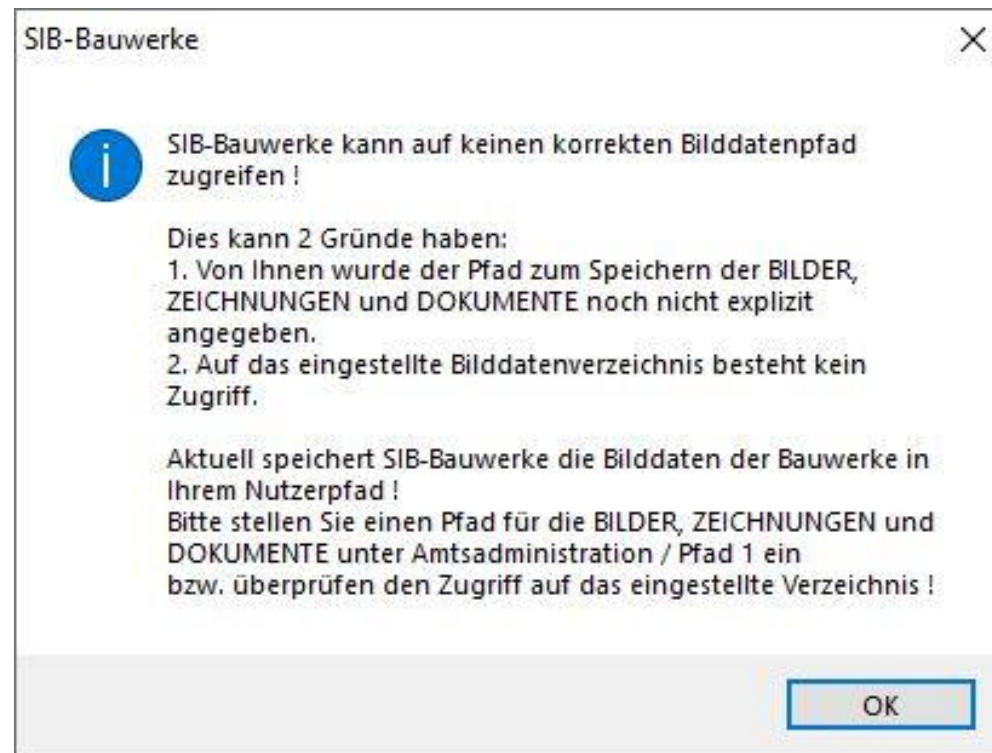 SIB-Bauwerke
SIB-Bauwerke kann auf keinen korrekten Bilddatenpfad
zugreifen !
Dies kann 2 Gründe haben:
1. Von Ihnen wurde der Pfad zum Speichern der BILDER,
ZEICHNUNGEN und DOKUMENTE noch nicht explizit
angegeben.
2. Auf das eingestellte Bilddatenverzeichnis besteht kein
Zugriff.
Aktuell speichert SIB-Bauwerke die Bilddaten der Bauwerke in
Ihrem Nutzerpfad !
Bitte stellen Sie einen Pfad für die BILDER, ZEICHNUNGEN und
DOKUMENTE unter Amtsadministration / Pfad 1 ein
bzw. überprüfen den Zugriff auf das eingestellte Verzeichnis !
OK